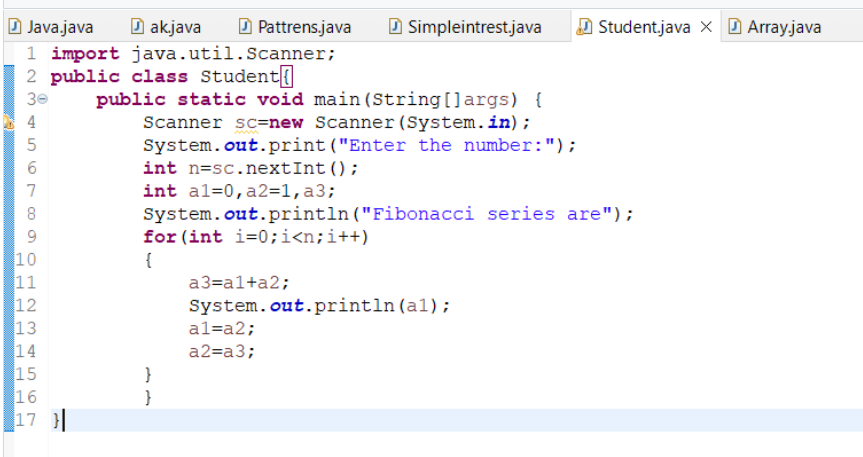 Java.java ak.java Pattrens.java Simpleintrest.java Student.java Array.java
1 import java.util.Scanner;
2 public class Student{
3 public static void main(String[]args) {
4 Scanner sc=new Scanner(System.in);
5 System.out.print("Enter the number:");
6 int n=sc.nextInt();
7 int a1=0,a2=1,a3;
8 System.out.println("Fibonacci series are");
9 for(int i=0;i<n;i++)
10 {
11 a3=a1+a2;
12 System.out.println(a1);
13 a1=a2;
14 a2=a3;
15 }
16 }
17 }